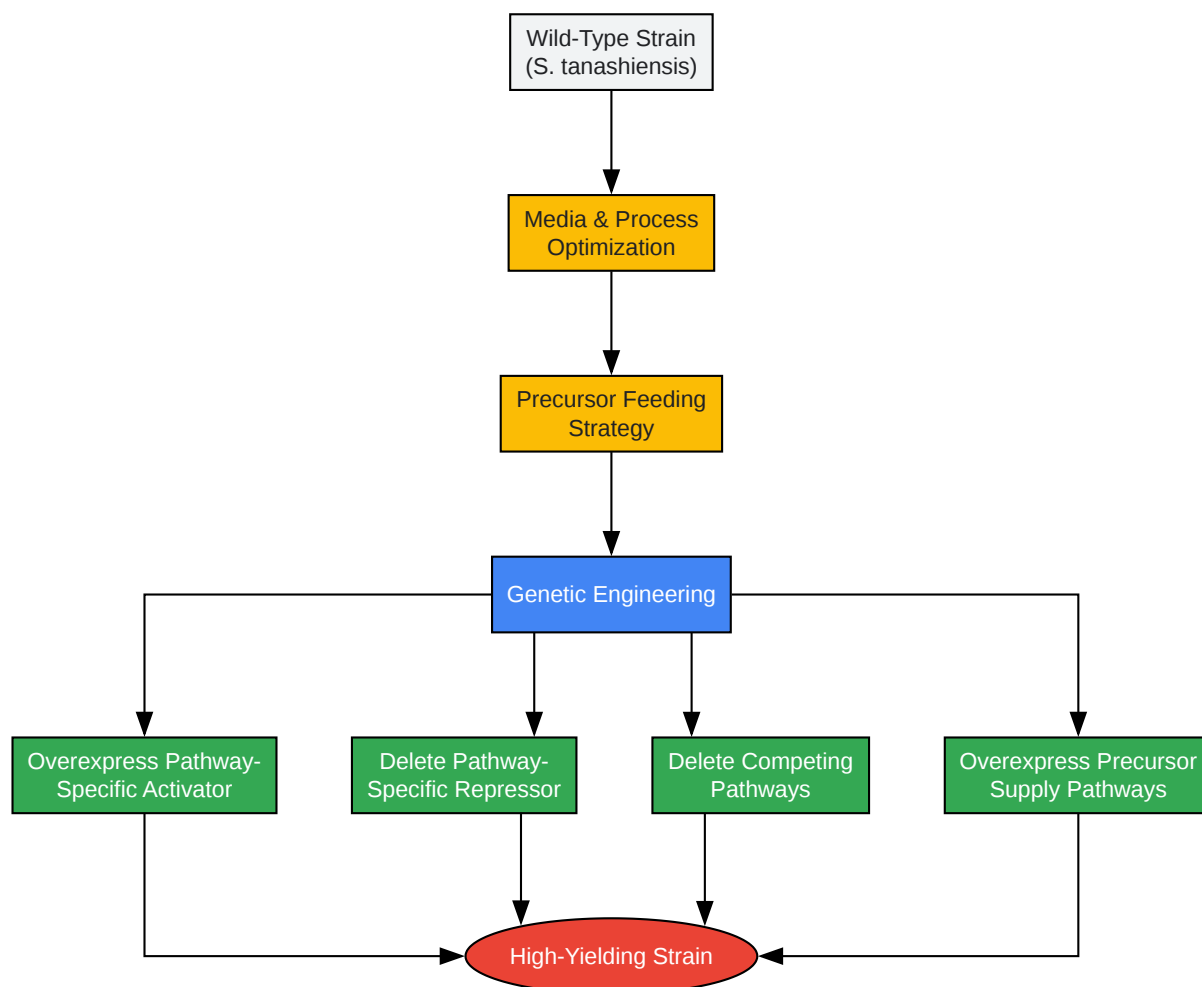 Wild-Type Strain
(S. tanashiensis)
Media & Process
Optimization
Precursor Feeding
Strategy
Genetic Engineering
Overexpress Pathway-
Specific Activator
Delete Pathway-
Specific Repressor
Delete Competing
Pathways
Overexpress Precursor
Supply Pathways
High-Yielding Strain